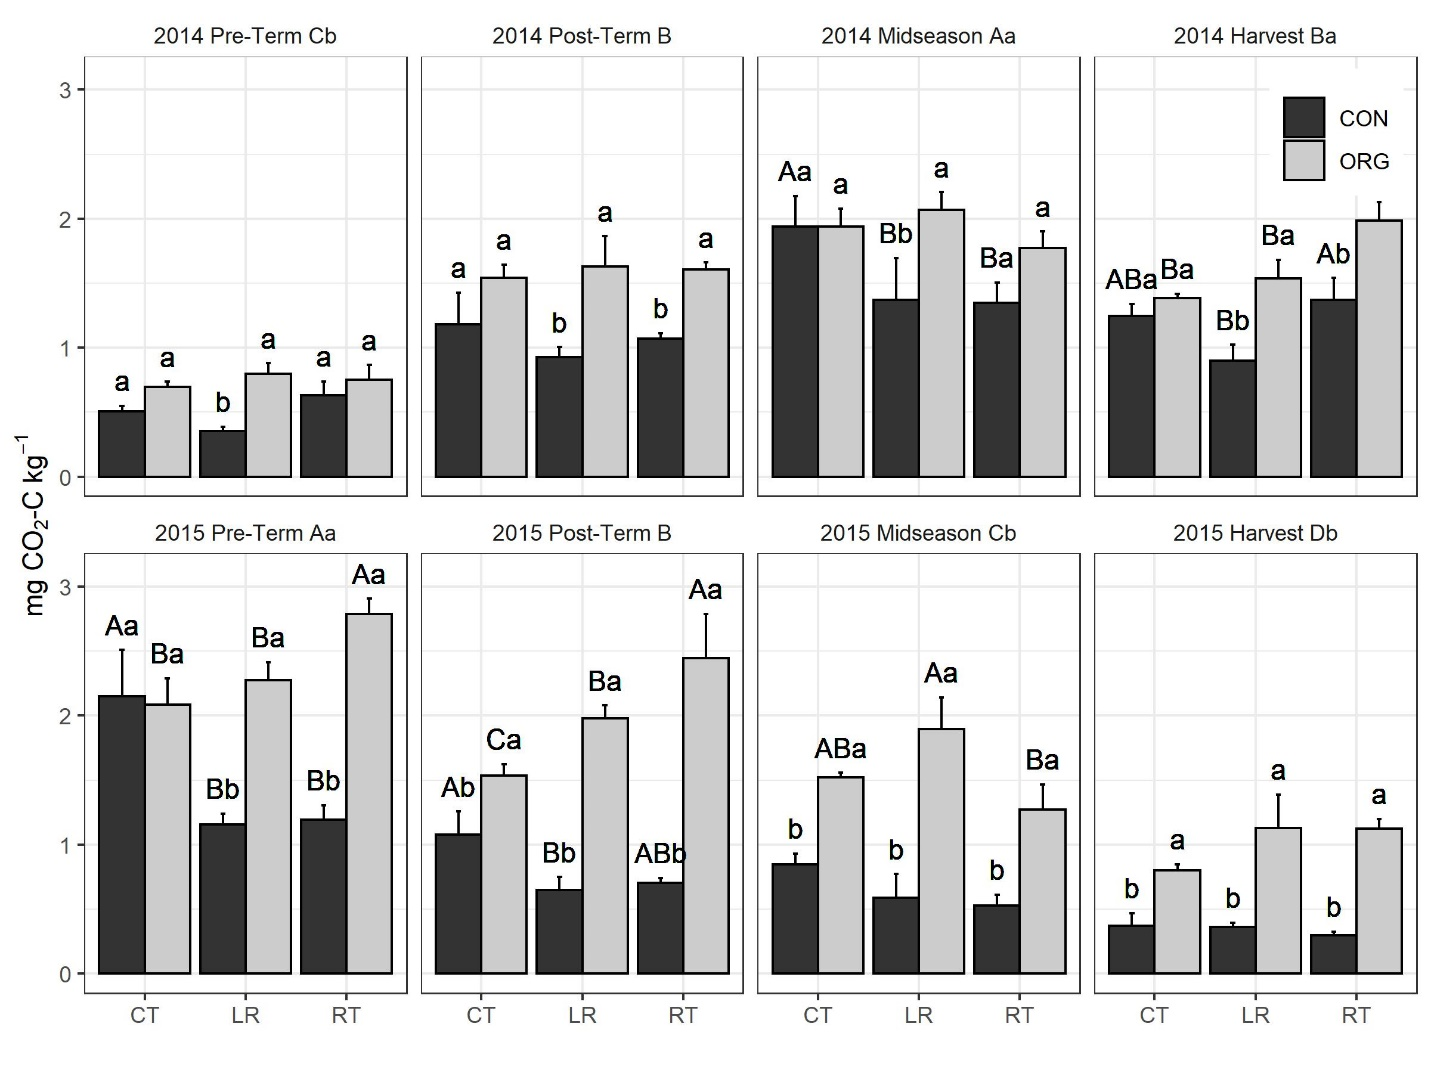 2014 Pre-Term Cb
2014 Post-Term B
2014 Midseason Aa
2014 Harvest Ba
3
2
1
0
a
a
b
a
a
a
a
a
b
a
b
a
Aa
a
Bb
a
Ba
a
ABa
Ba
Bb
Ba
Ab
CON
ORG
mg CO₂-C kg⁻¹
2015 Pre-Term Aa
2015 Post-Term B
2015 Midseason Cb
2015 Harvest Db
3
2
1
0
Aa
Ba
Bb
Ba
Bb
Aa
Ab
Ca
Bb
Ba
ABb
Aa
b
ABa
b
Aa
b
Ba
b
a
b
a
b
a
CT LR RT
CT LR RT
CT LR RT
CT LR RT